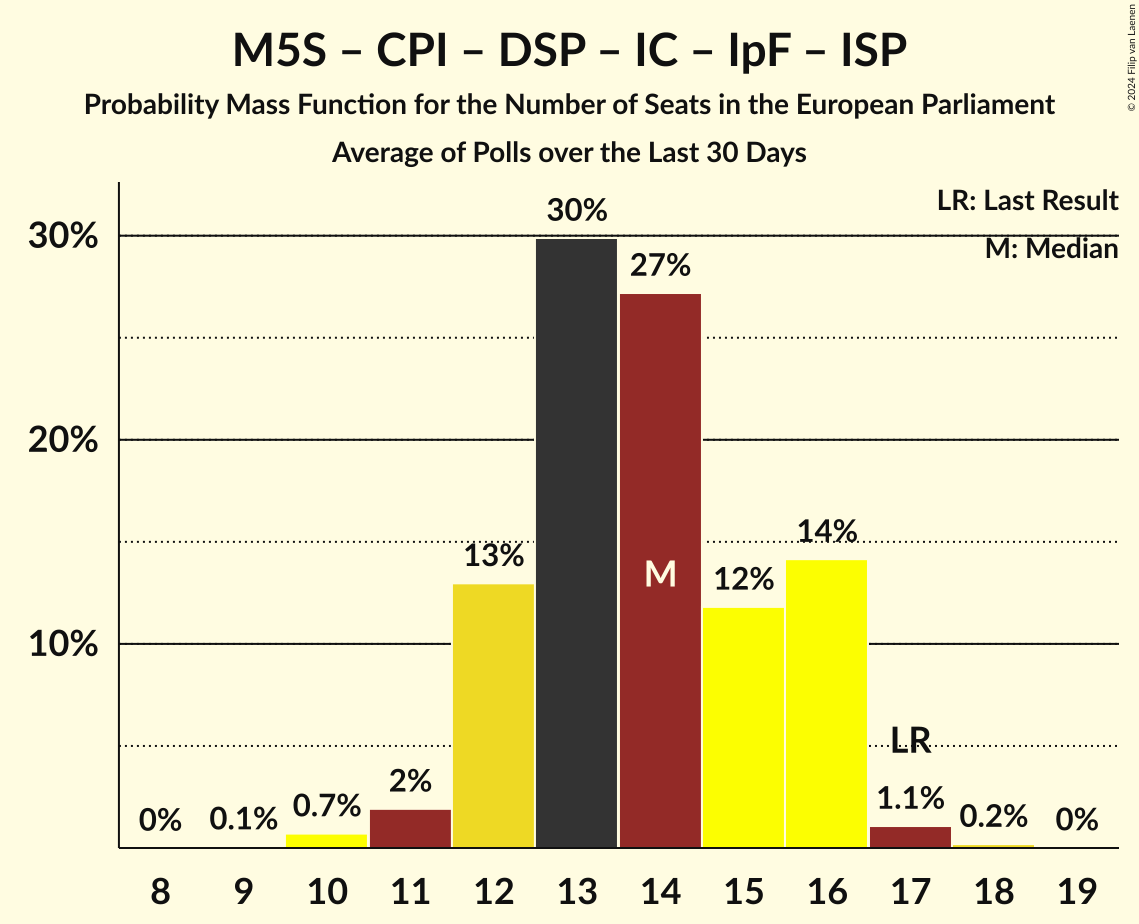 M5S – CPI – DSP – IC – IpF – ISP
Probability Mass Function for the Number of Seats in the European Parliament
Average of Polls over the Last 30 Days
© 2024 Filip van Laenen
LR: Last Result
M: Median
30%
20%
10%
0%
0.1%
0.7%
2%
13%
30%
27%
M
12%
14%
LR
1.1%
0.2%
0%
8 9 10 11 12 13 14 15 16 17 18 19